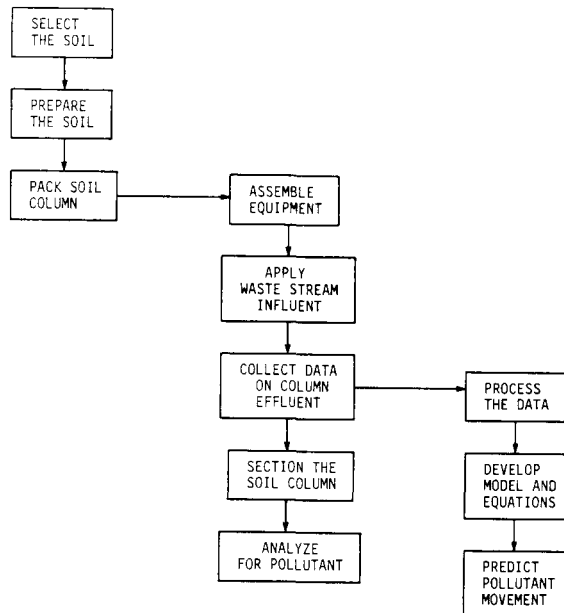 SELECT
THE SOIL
PREPARE
THE SOIL
PACK SOIL
COLUMN
ASSEMBLE
EQUIPMENT
APPLY
WASTE STREAM
INFLUENT
COLLECT DATA
ON COLUMN
EFFLUENT
SECTION THE
SOIL COLUMN
ANALYZE
FOR POLLUTANT
PROCESS
THE DATA
DEVELOP
MODEL AND
EQUATIONS
PREDICT
POLLUTANT
MOVEMENT